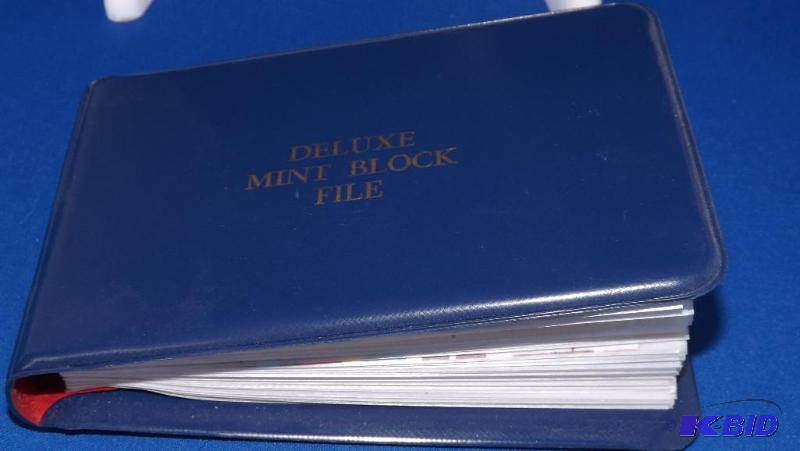 DELUXE
MINT BLOCK
FILE
K-BID